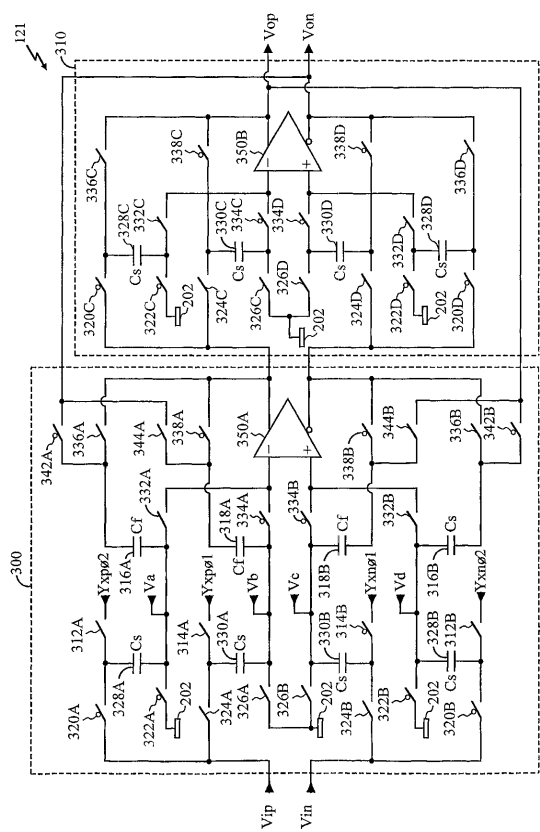 121
300
310
342A
336A
344A
338A
332A
316A
Cf
Yxpø2
312A
320A
328A
Cs
322A
202
Va
Yxpø1
314A
324A
330A
Cs
326A
318A
Cf
334A
Vb
350A
Vip
Vin
202
Vc
334B
326B
330B
Cs
318B
Cf
338B
344B
324B
314B
Yxnø1
332B
322B
202
Vd
328B
Cs
316B
Cs
336B
342B
320B
312B
Yxnø2
336C
338C
320C
328C
Cs
332C
322C
202
324C
330C
Cs
334C
326C
350B
Vop
Von
202
326D
334D
330D
Cs
338D
324D
332D
322D
202
328D
Cs
336D
320D
−
+
−
+